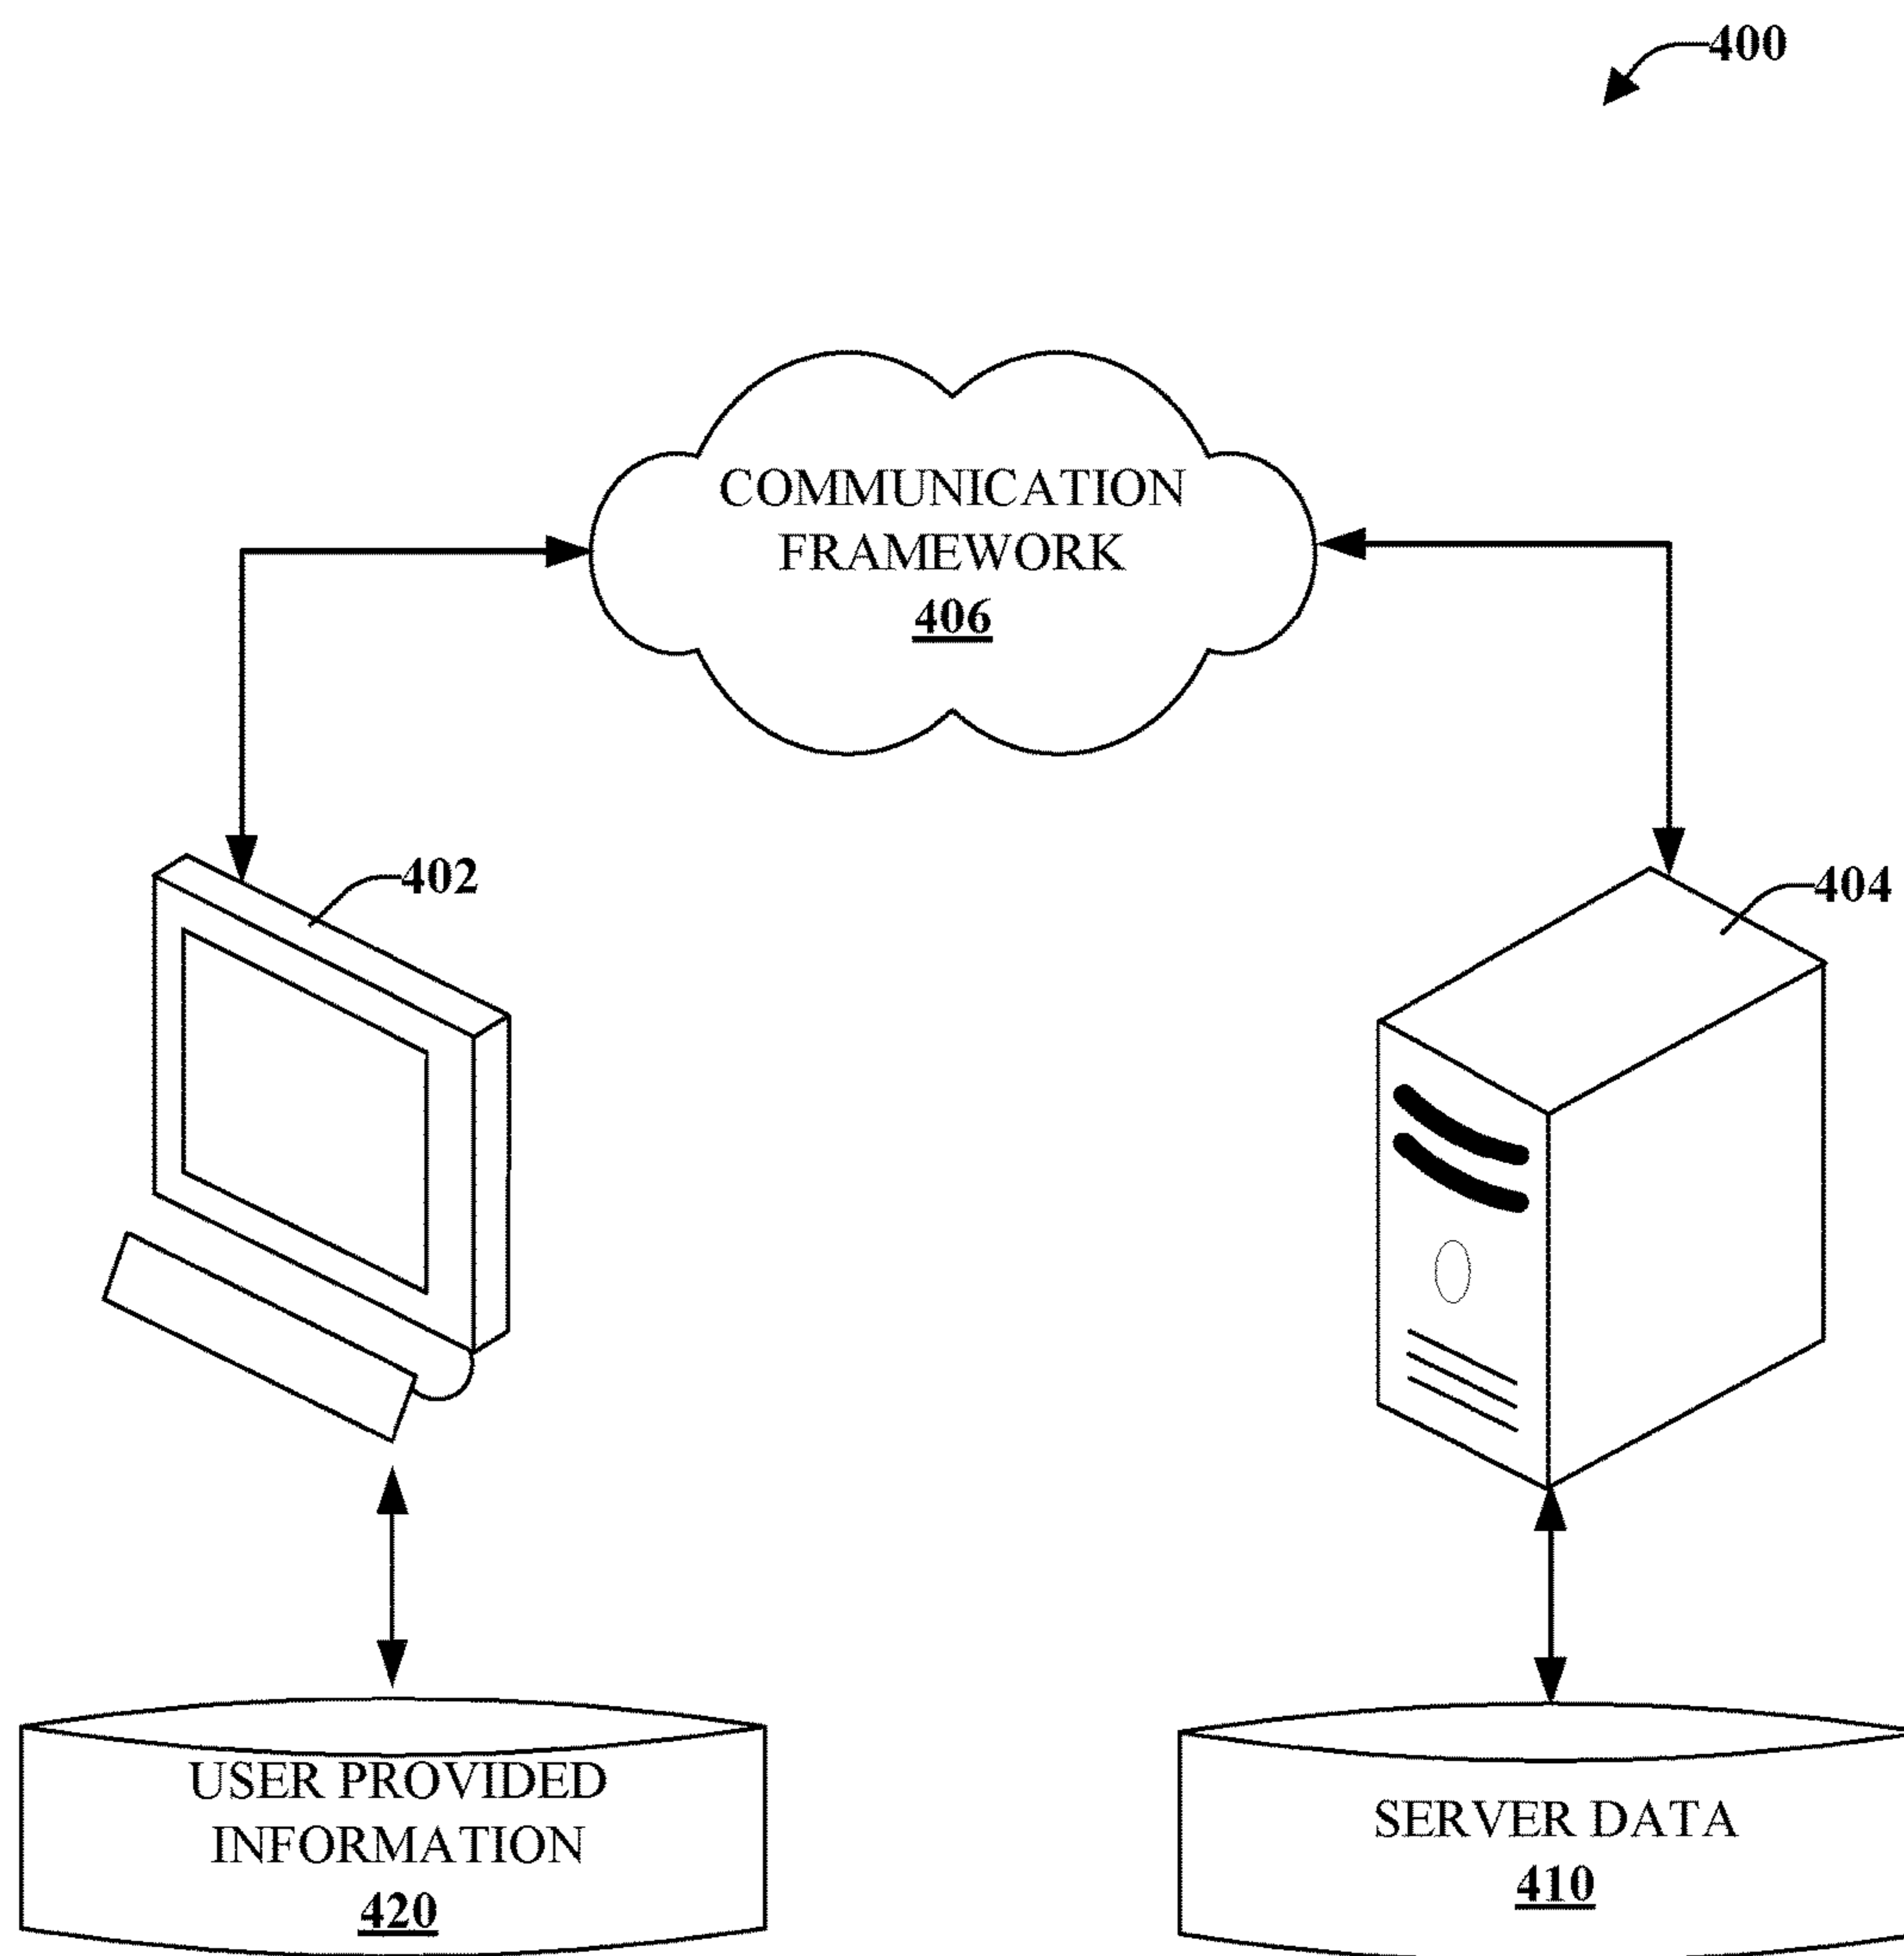 400
COMMUNICATION
FRAMEWORK
406
402
404
USER PROVIDED
INFORMATION
420
SERVER DATA
410